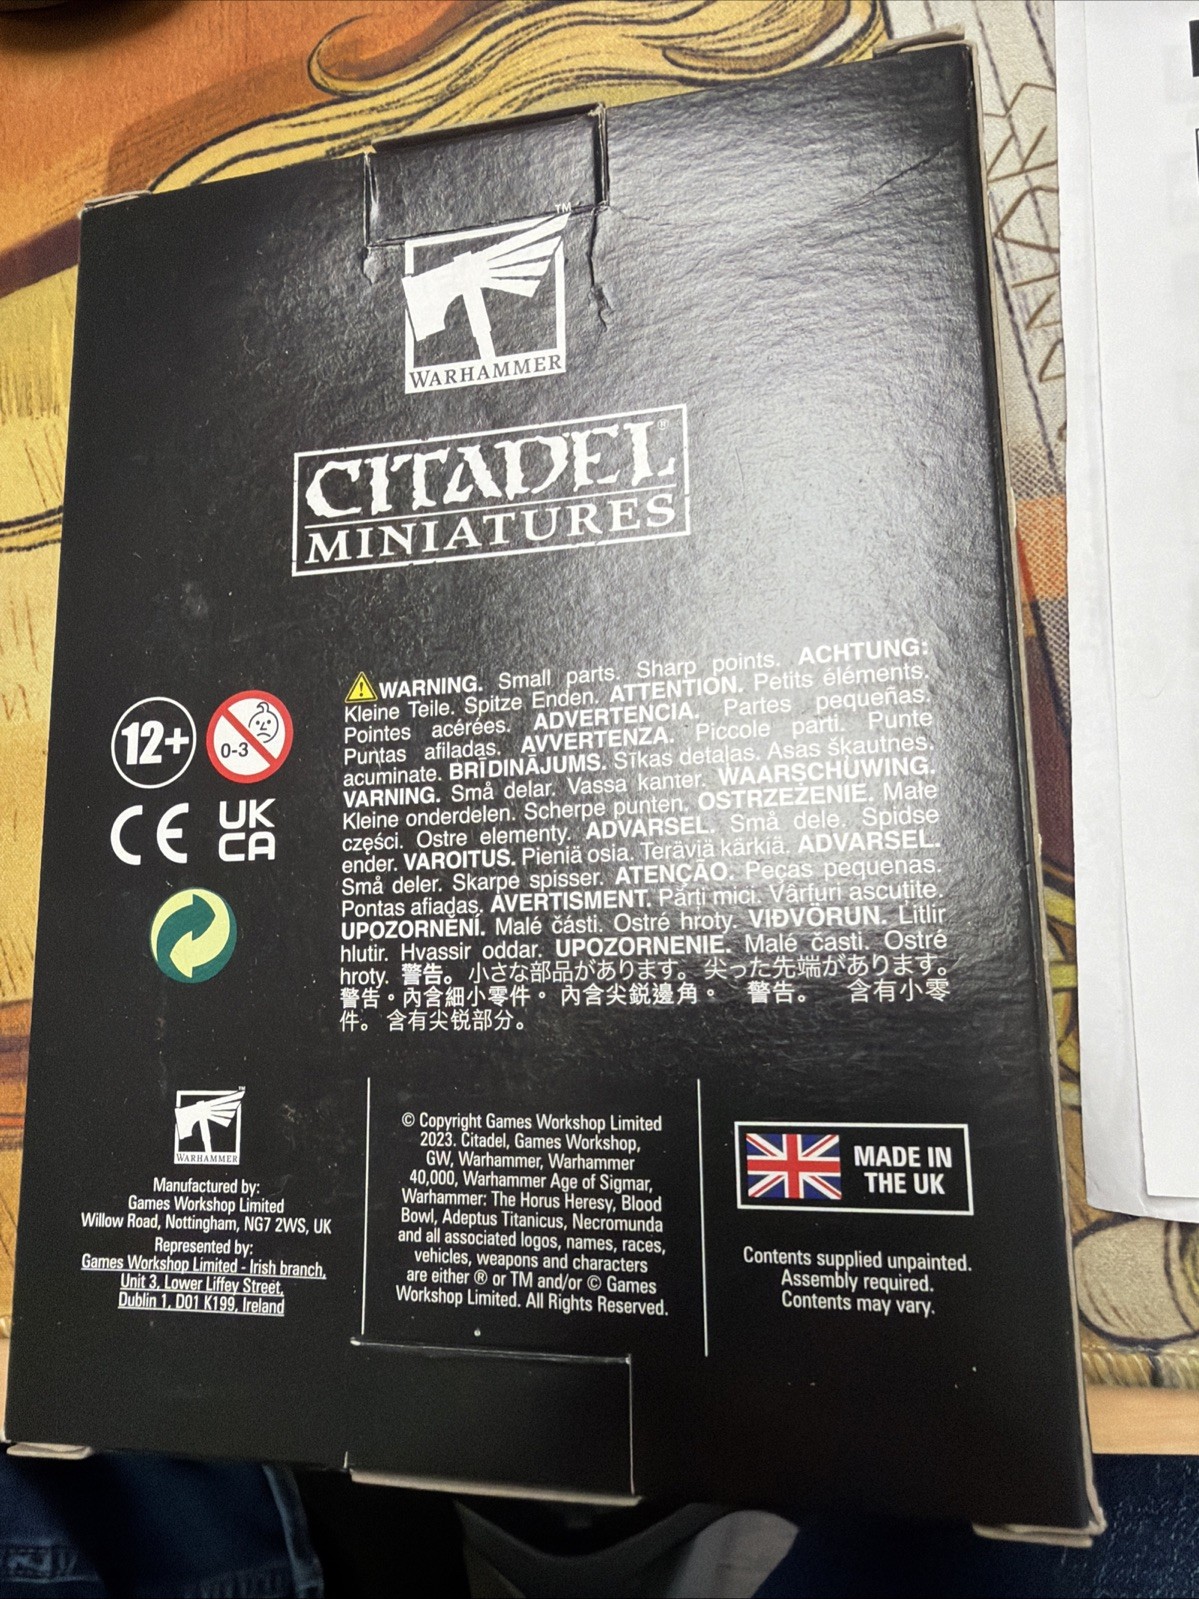 TM
WARHAMMER
CITADEL®
MINIATURES
⚠WARNING. Small parts. Sharp points. ACHTUNG:
Kleine Teile. Spitze Enden. ATTENTION. Petits éléments.
Pointes acérées. ADVERTENCIA. Partes pequeñas.
Puntas afiladas. AVVERTENZA. Piccole parti. Punte
acuminate. BRĪDINĀJUMS. Sīkas detaļas. Asas šķautnes.
VARNING. Små delar. Vassa kanter. WAARSCHUWING.
Kleine onderdelen. Scherpe punten. OSTRZEŻENIE. Małe
części. Ostre elementy. ADVARSEL. Små dele. Spidse
ender. VAROITUS. Pieniä osia. Teräviä kärkiä. ADVARSEL.
Små deler. Skarpe spisser. ATENÇÃO. Peças pequenas.
Pontas afiadas. AVERTISMENT. Părți mici. Vârfuri ascuțite.
UPOZORNĚNÍ. Malé části. Ostré hroty. VIÐVÖRUN. Litlir
hlutir. Hvassir oddar. UPOZORNENIE. Malé časti. Ostré
hroty. 警告。小さな部品があります。尖った先端があります。
警告。內含細小零件。內含尖銳邊角。 警告。 含有小零
件。含有尖锐部分。
12+
0-3
CE
UK
CA
TM
WARHAMMER
Manufactured by:
Games Workshop Limited
Willow Road, Nottingham, NG7 2WS, UK
Represented by:
Games Workshop Limited - Irish branch,
Unit 3, Lower Liffey Street,
Dublin 1, D01 K199, Ireland
© Copyright Games Workshop Limited
2023. Citadel, Games Workshop,
GW, Warhammer, Warhammer
40,000, Warhammer Age of Sigmar,
Warhammer: The Horus Heresy, Blood
Bowl, Adeptus Titanicus, Necromunda
and all associated logos, names, races,
vehicles, weapons and characters
are either ® or TM and/or © Games
Workshop Limited. All Rights Reserved.
MADE IN
THE UK
Contents supplied unpainted.
Assembly required.
Contents may vary.